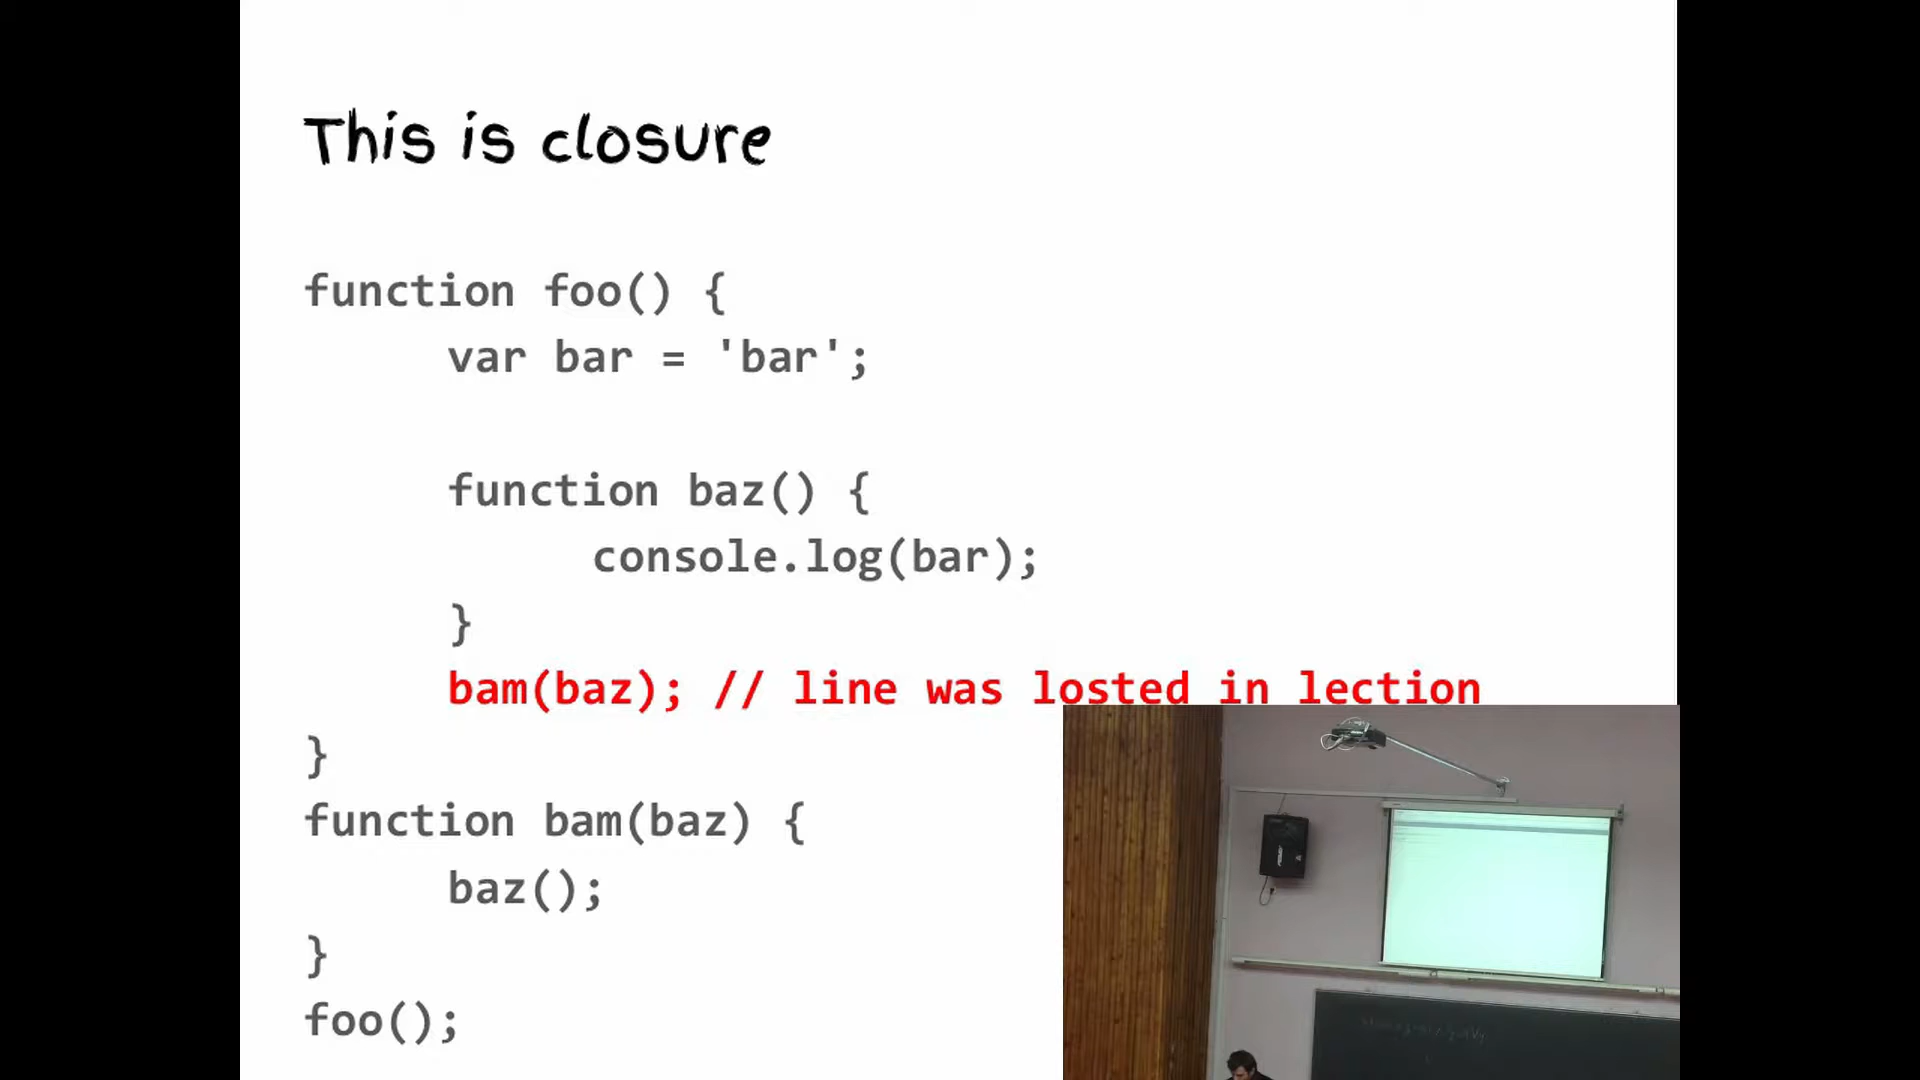 This is closure
function foo() {
var bar = 'bar';
function baz() {
console.log(bar);
}
bam(baz); // line was losted in lection
}
function bam(baz) {
baz();
}
foo();